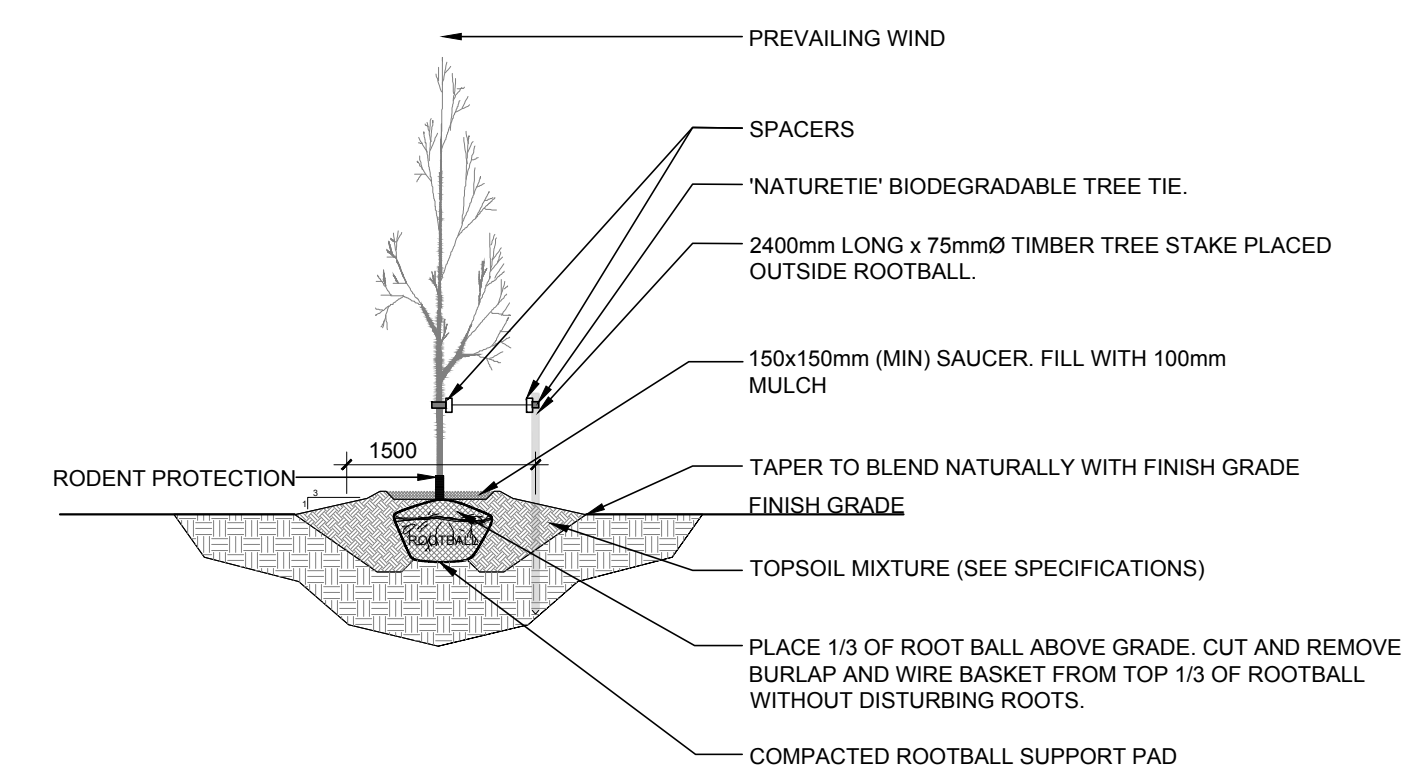 PREVAILING WIND
SPACERS
'NATURETIE' BIODEGRADABLE TREE TIE.
2400mm LONG x 75mmØ TIMBER TREE STAKE PLACED
OUTSIDE ROOTBALL.
150x150mm (MIN) SAUCER. FILL WITH 100mm
MULCH
1500
RODENT PROTECTION
3
1
TAPER TO BLEND NATURALLY WITH FINISH GRADE
FINISH GRADE
ROOTBALL
TOPSOIL MIXTURE (SEE SPECIFICATIONS)
PLACE 1/3 OF ROOT BALL ABOVE GRADE. CUT AND REMOVE
BURLAP AND WIRE BASKET FROM TOP 1/3 OF ROOTBALL
WITHOUT DISTURBING ROOTS.
COMPACTED ROOTBALL SUPPORT PAD